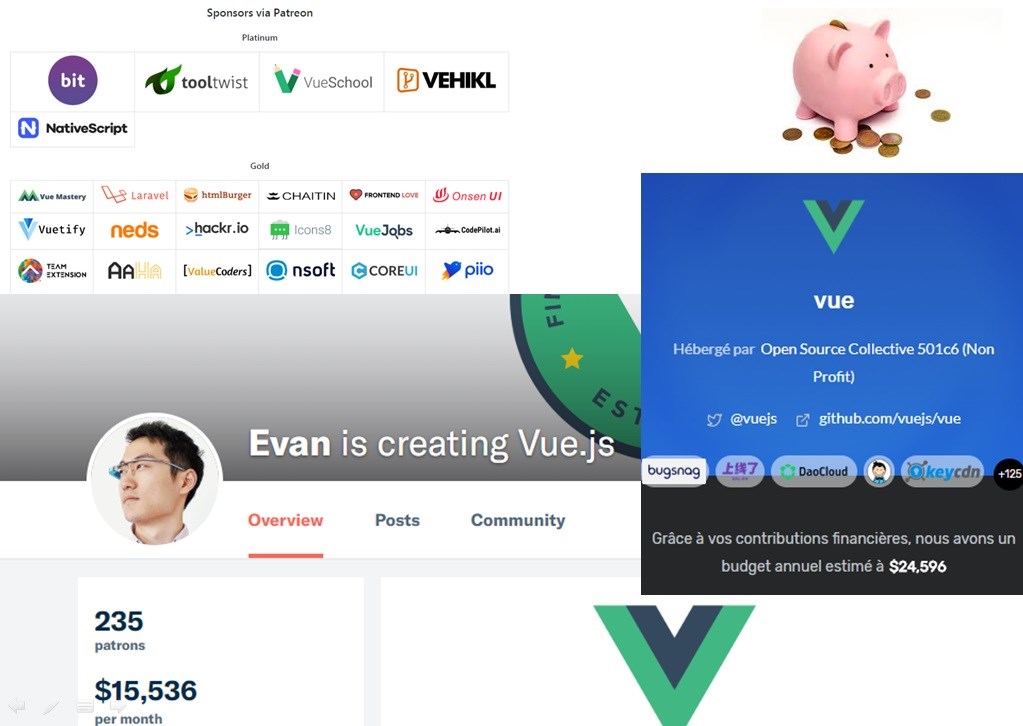 Sponsors via Patreon
Platinum
bit
tooltwist
VueSchool
VEHIKL
NativeScript
Gold
Vue Mastery
Laravel
htmlBurger
CHAITIN
FRONTEND LOVE
Onsen UI
Vuetify
neds
>hackr.io
Icons8
VueJobs
CodePilot.ai
TEAM
EXTENSION
AAHA
[ValueCoders]
nsoft
COREUI
piio
FIN
EST
Evan is creating Vue.js
Overview
Posts
Community
235
patrons
$15,536
per month
vue
Hébergé par Open Source Collective 501c6 (Non
Profit)
@vuejs
github.com/vuejs/vue
bugsnag
上线了
DaoCloud
keycdn
+125
Grâce à vos contributions financières, nous avons un
budget annuel estimé à $24,596